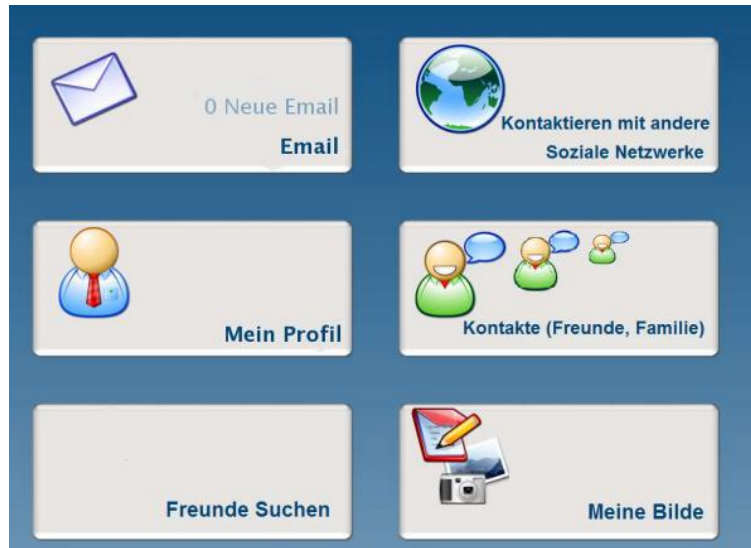 0 Neue Email
Email
Kontaktieren mit andere
Soziale Netzwerke
Mein Profil
Kontakte (Freunde, Familie)
Freunde Suchen
Meine Bilde